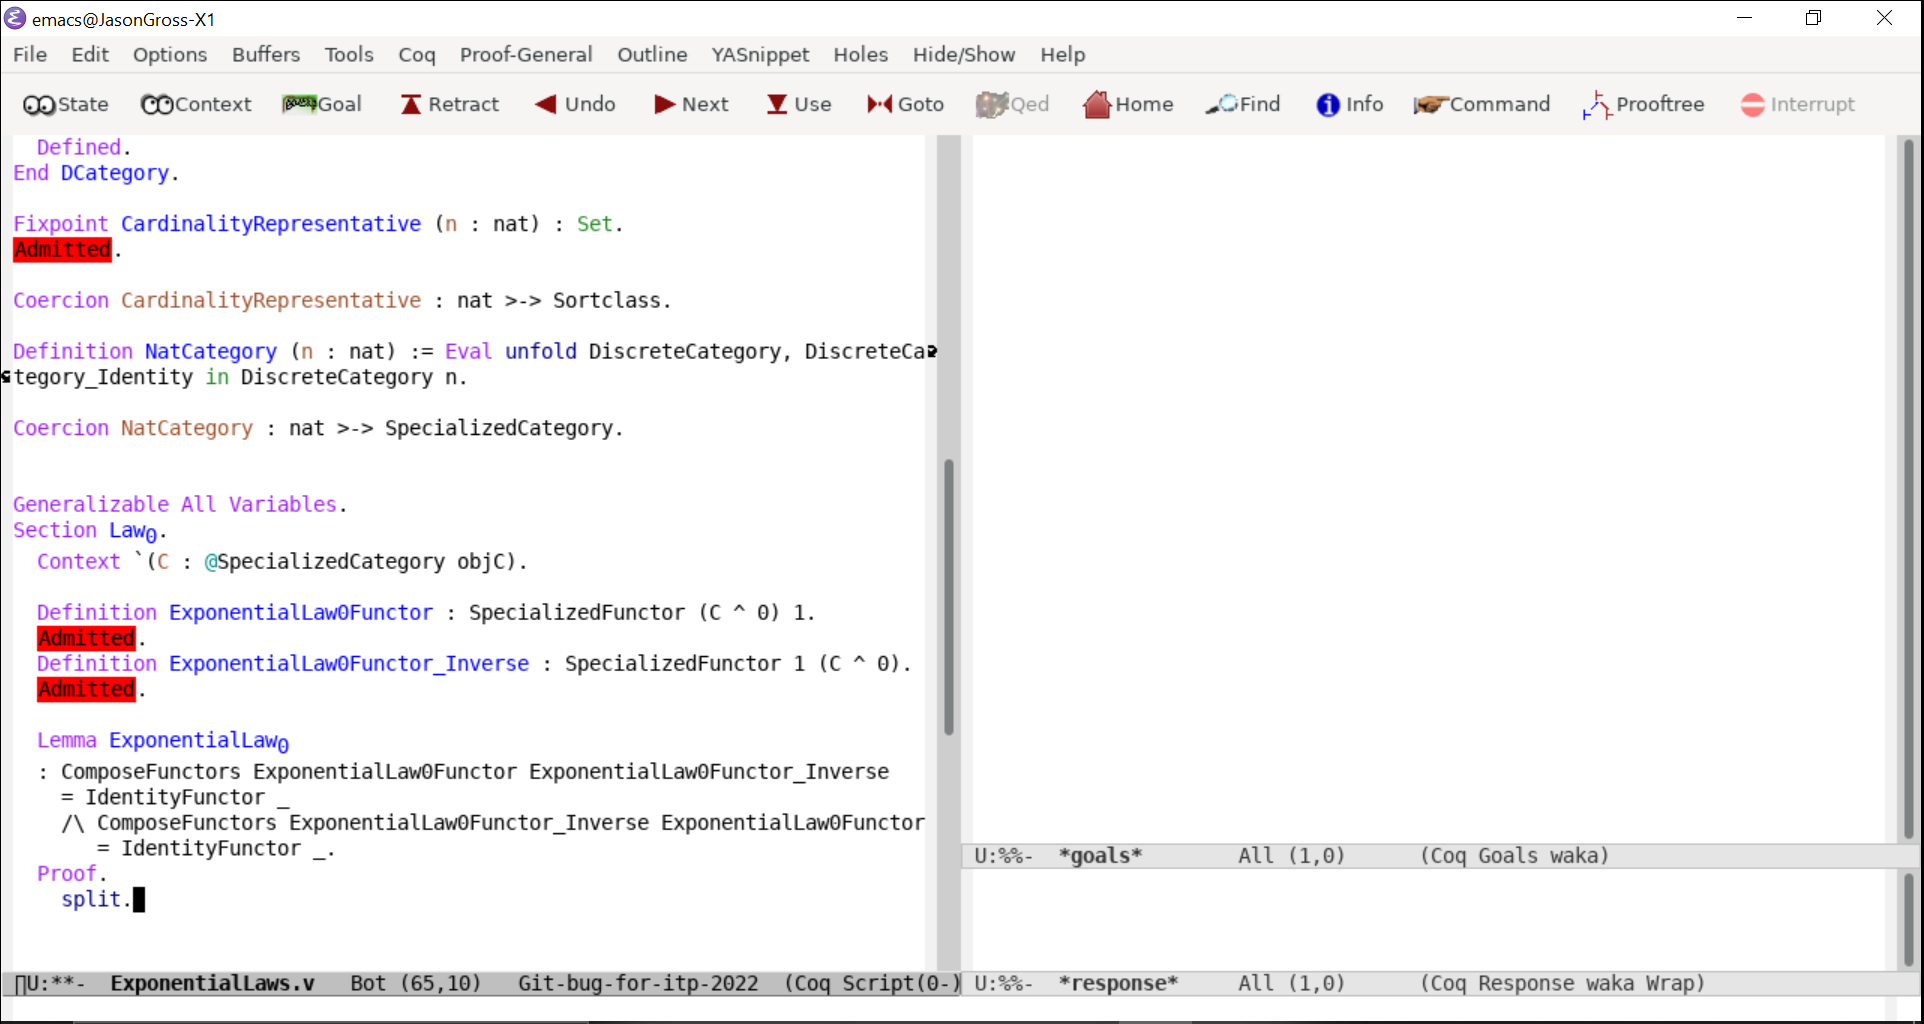 emacs@JasonGross-X1
File Edit Options Buffers Tools Coq Proof-General Outline YASnippet Holes Hide/Show Help
State Context Goal Retract Undo Next Use Goto Qed Home Find Info Command Prooftree Interrupt
  Defined.
End DCategory.
Fixpoint CardinalityRepresentative (n : nat) : Set.
Admitted.
Coercion CardinalityRepresentative : nat >-> Sortclass.
Definition NatCategory (n : nat) := Eval unfold DiscreteCategory, DiscreteCa
tegory_Identity in DiscreteCategory n.
Coercion NatCategory : nat >-> SpecializedCategory.
Generalizable All Variables.
Section Law₀.
  Context `(C : @SpecializedCategory objC).
  Definition ExponentialLaw0Functor : SpecializedFunctor (C ^ 0) 1.
  Admitted.
  Definition ExponentialLaw0Functor_Inverse : SpecializedFunctor 1 (C ^ 0).
  Admitted.
  Lemma ExponentialLaw₀
  : ComposeFunctors ExponentialLaw0Functor ExponentialLaw0Functor_Inverse
    = IdentityFunctor _
    /\ ComposeFunctors ExponentialLaw0Functor_Inverse ExponentialLaw0Functor
       = IdentityFunctor _.
  Proof.
    split.
U:**-  ExponentialLaws.v   Bot (65,10)   Git-bug-for-itp-2022  (Coq Script(0-)
U:%%-  *goals*        All (1,0)      (Coq Goals waka)
U:%%-  *response*     All (1,0)      (Coq Response waka Wrap)